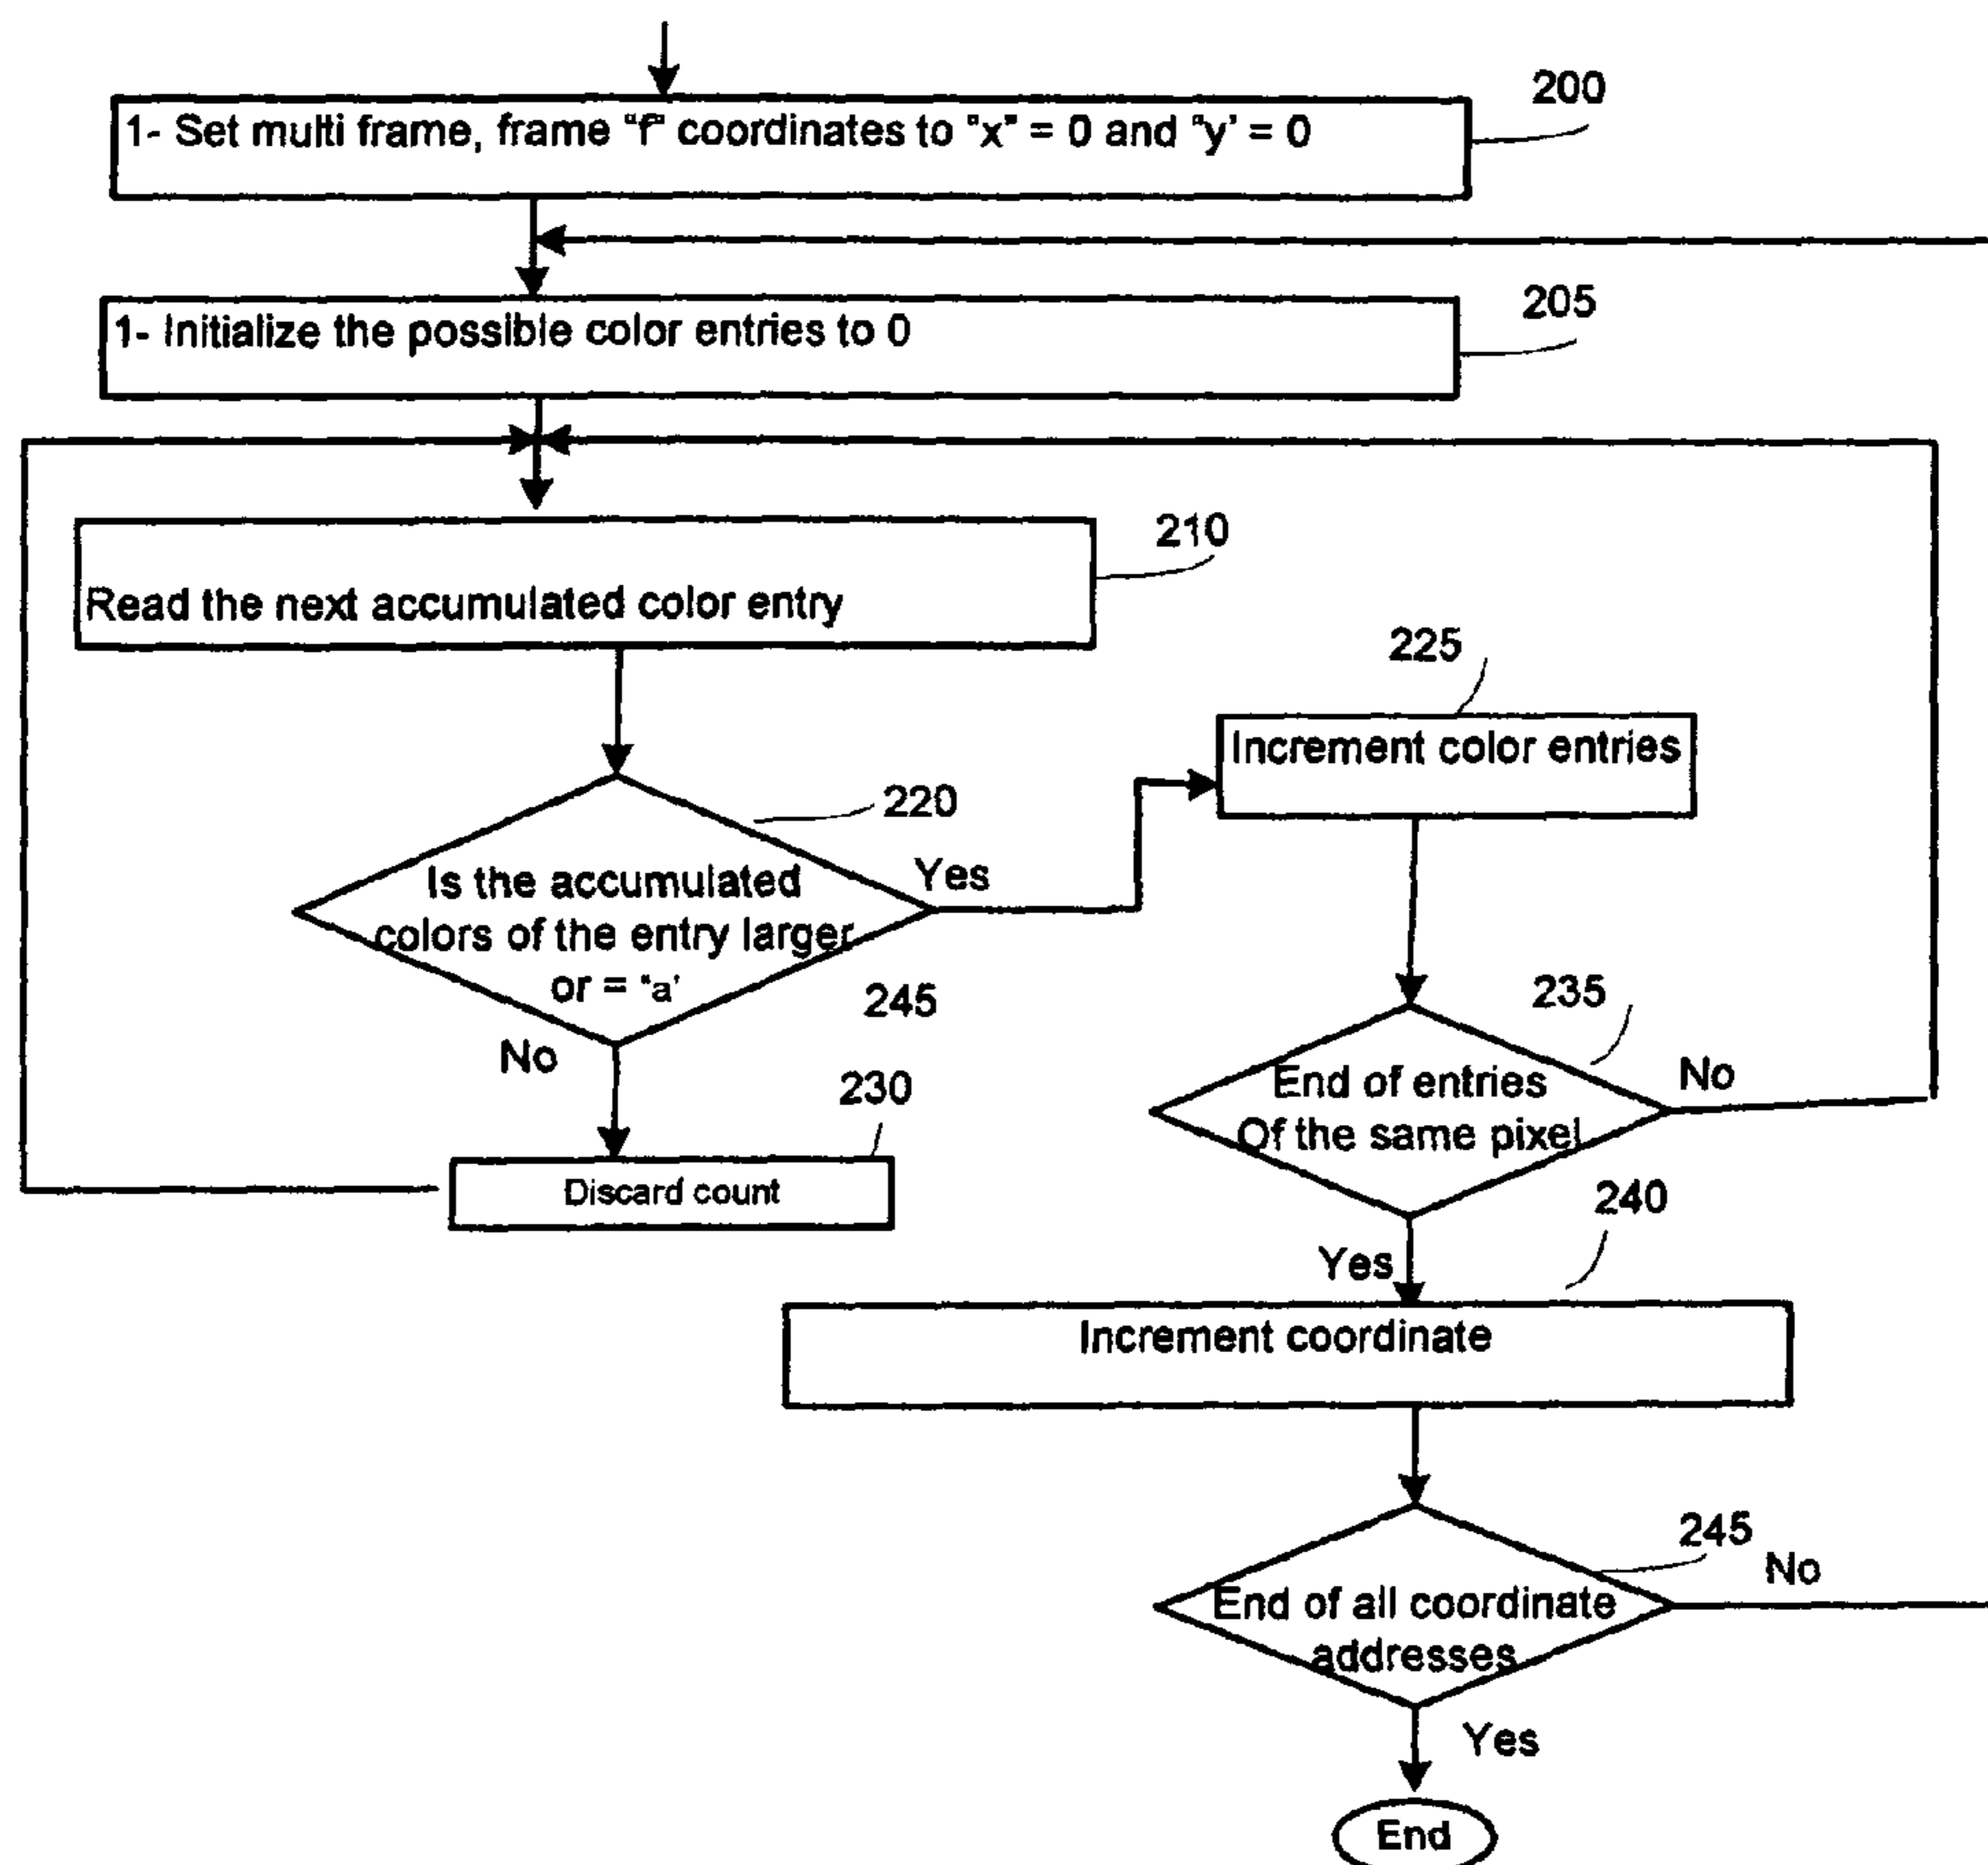 200
1- Set multi frame, frame "f" coordinates to "x" = 0 and "y' = 0
205
1- Initialize the possible color entries to 0
210
Read the next accumulated color entry
225
Increment color entries
220
Is the accumulated
colors of the entry larger
or = "a'
Yes
245
No
235
End of entries
Of the same pixel
No
230
Discard count
240
Yes
Increment coordinate
245
No
End of all coordinate
addresses
Yes
End